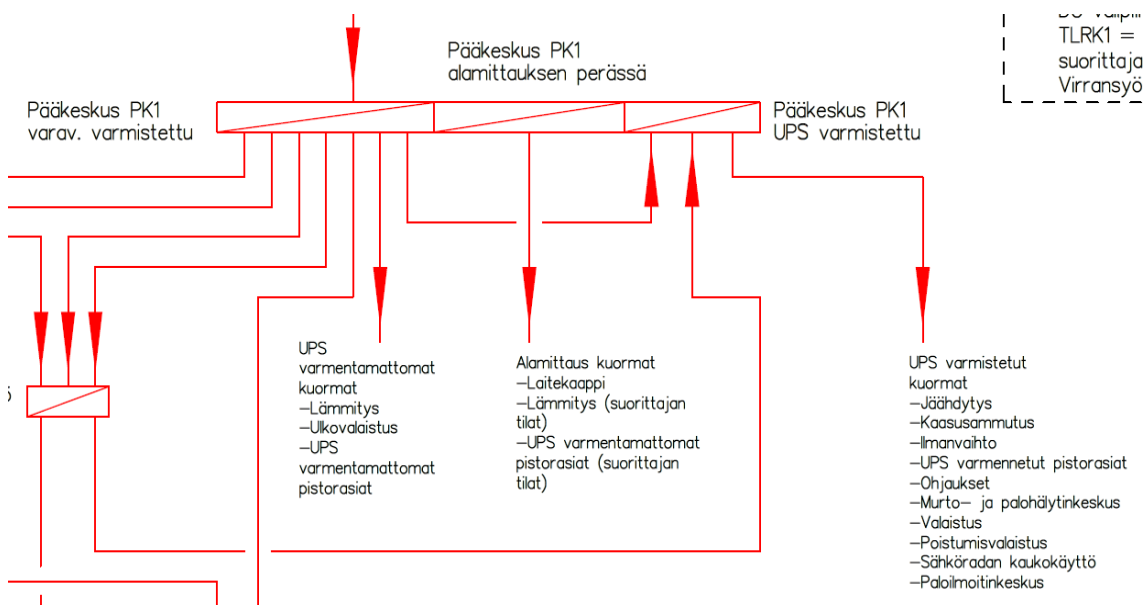 TLRK1 =
suorittaja
Virransyö
Pääkeskus PK1
alamittauksen perässä
Pääkeskus PK1
varav. varmistettu
Pääkeskus PK1
UPS varmistettu
UPS
varmentamattomat
kuormat
–Lämmitys
–Ulkovalaistus
–UPS
varmentamattomat
pistorasiat
Alamittaus kuormat
–Laitekaappi
–Lämmitys (suorittajan
tilat)
–UPS varmentamattomat
pistorasiat (suorittajan
tilat)
UPS varmistetut
kuormat
–Jäähdytys
–Kaasusammutus
–Ilmanvaihto
–UPS varmennetut pistorasiat
–Ohjaukset
–Murto– ja palohälytinkeskus
–Valaistus
–Poistumisvalaistus
–Sähköradan kaukokäyttö
–Paloilmoitinkeskus